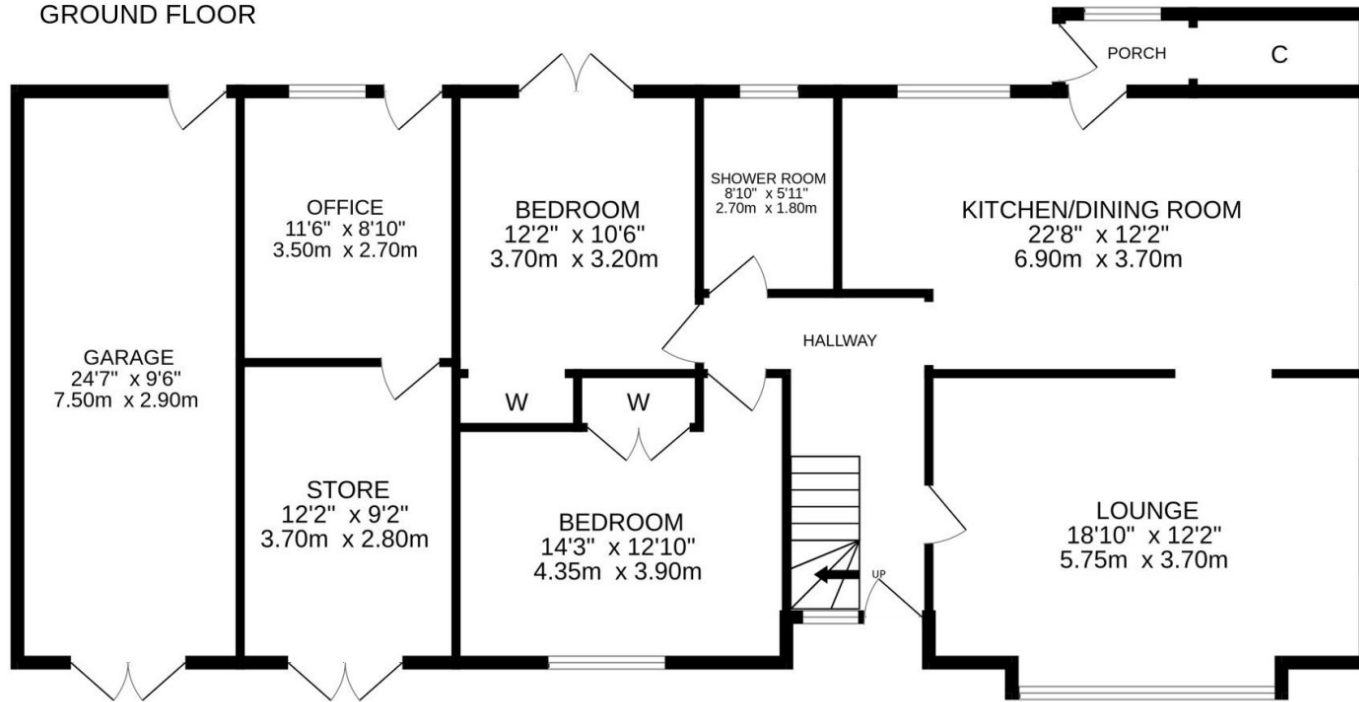 GROUND FLOOR
PORCH
C
SHOWER ROOM
8'10" x 5'11"
2.70m x 1.80m
OFFICE
11'6" x 8'10"
3.50m x 2.70m
BEDROOM
12'2" x 10'6"
3.70m x 3.20m
KITCHEN/DINING ROOM
22'8" x 12'2"
6.90m x 3.70m
HALLWAY
GARAGE
24'7" x 9'6"
7.50m x 2.90m
W
W
STORE
12'2" x 9'2"
3.70m x 2.80m
BEDROOM
14'3" x 12'10"
4.35m x 3.90m
LOUNGE
18'10" x 12'2"
5.75m x 3.70m
UP